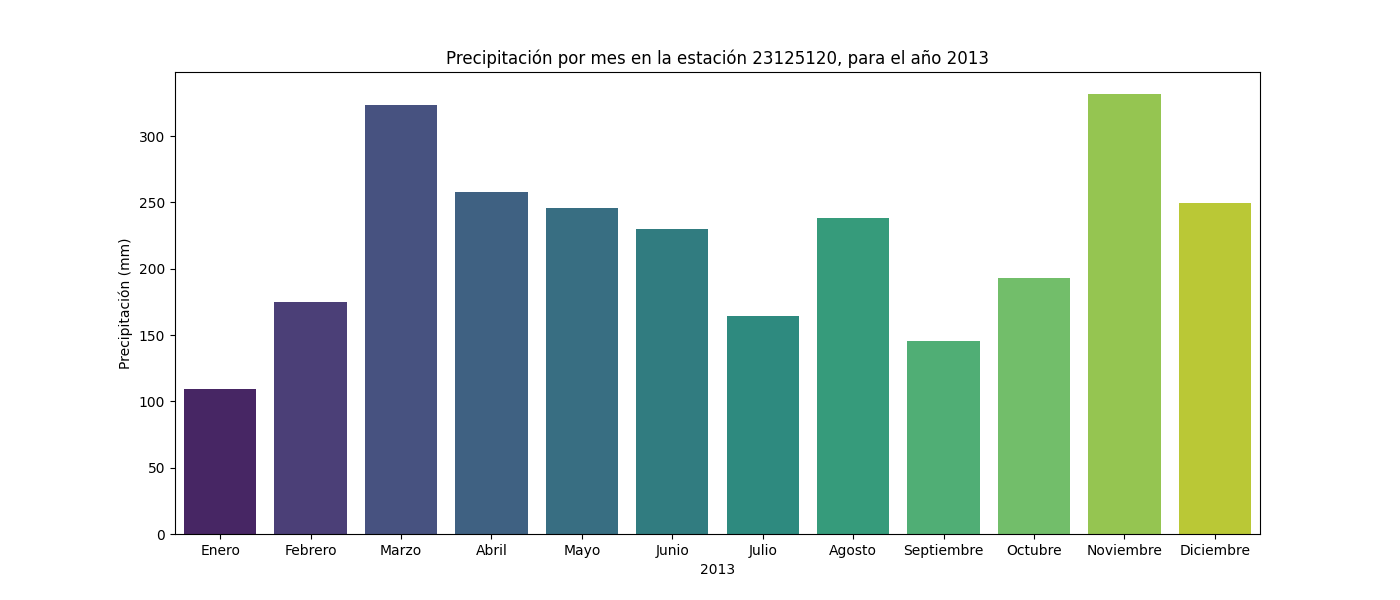 Precipitación por mes en la estación 23125120, para el año 2013
Precipitación (mm)
300
250
200
150
100
50
0
Enero Febrero Marzo Abril Mayo Junio Julio Agosto Septiembre Octubre Noviembre Diciembre
2013